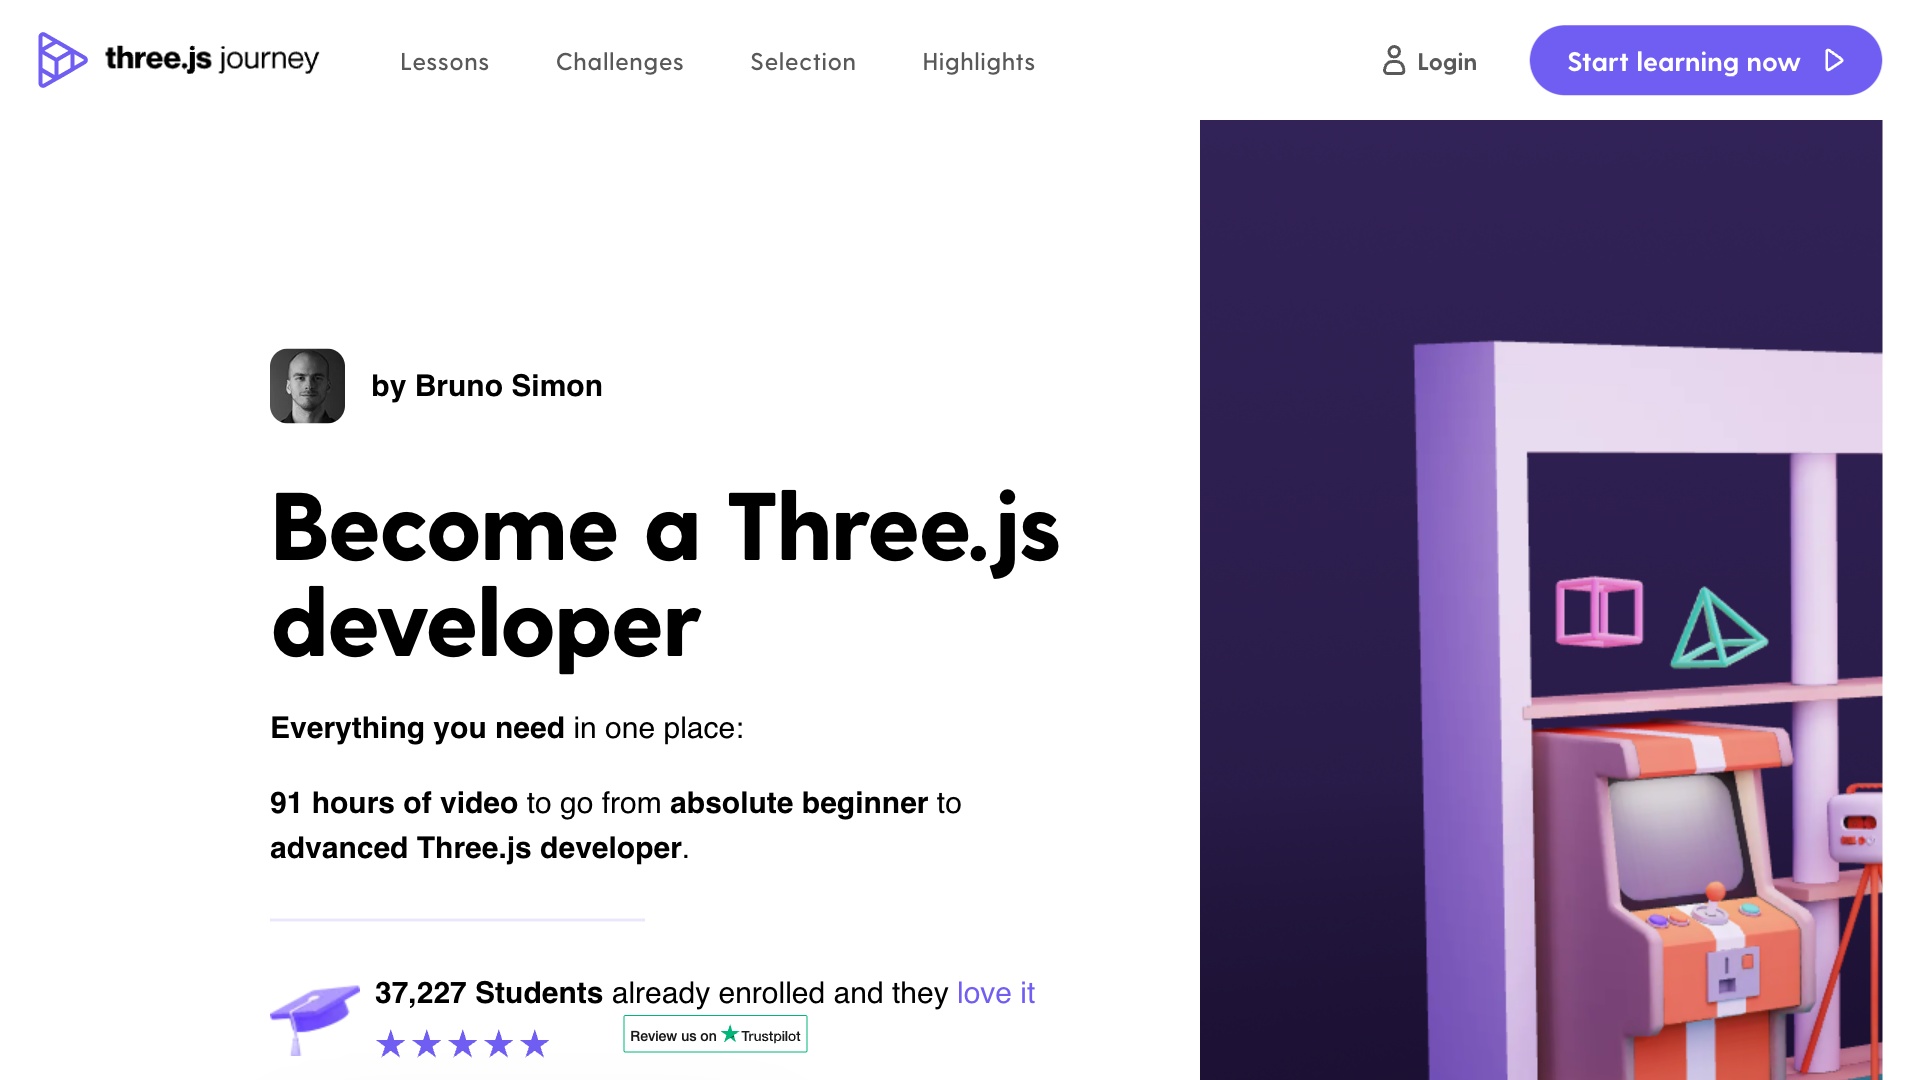 three.js journey
Lessons
Challenges
Selection
Highlights
Login
Start learning now
by Bruno Simon
Become a Three.js
developer
Everything you need in one place:
91 hours of video to go from absolute beginner to
advanced Three.js developer.
37,227 Students already enrolled and they love it
Review us on Trustpilot